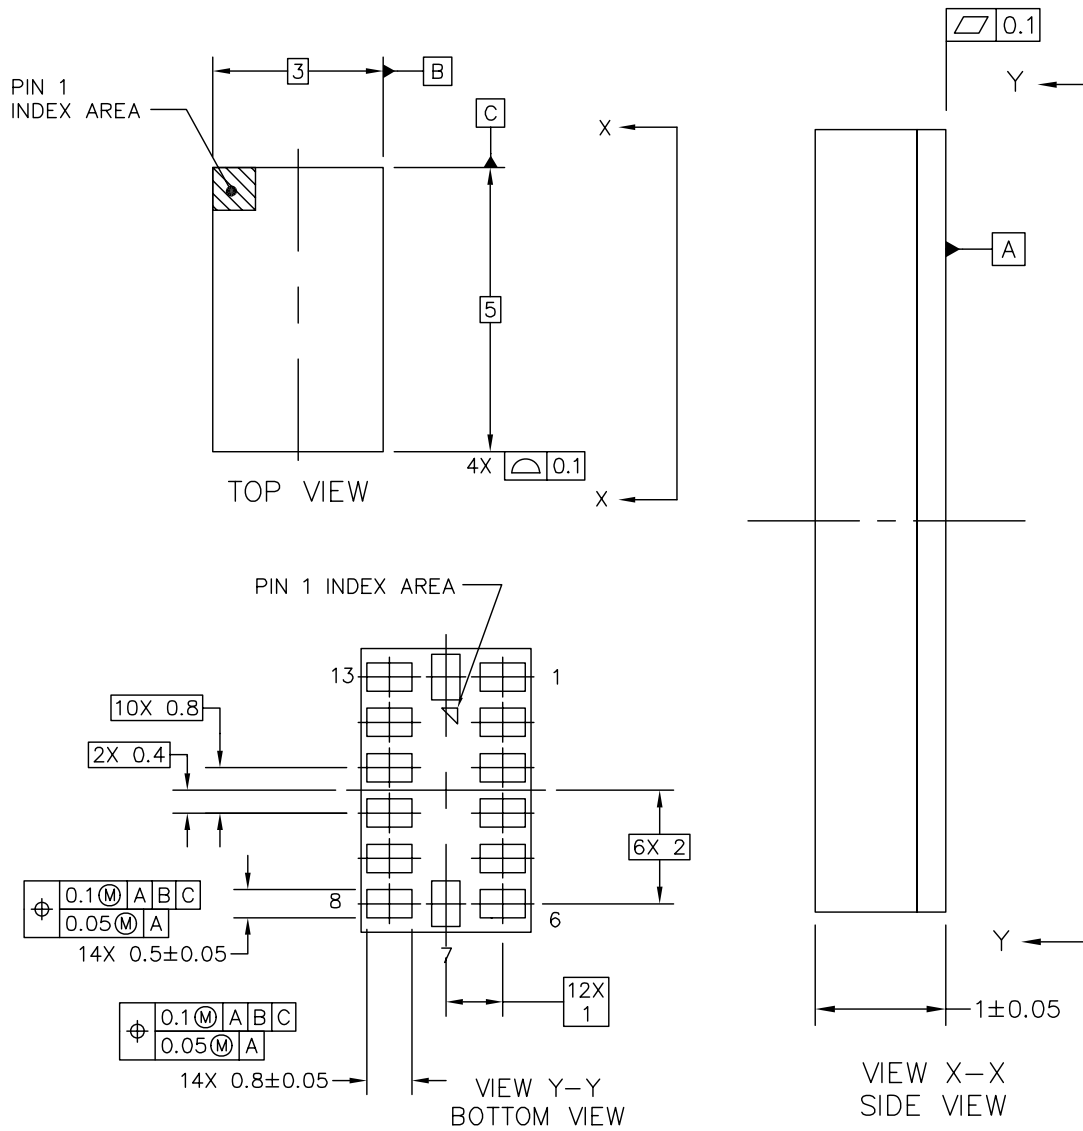 0.1
3
B
PIN 1
INDEX AREA
C
X
Y
A
5
4X 0.1
X
TOP VIEW
PIN 1 INDEX AREA
13
1
10X 0.8
2X 0.4
6X 2
8
6
7
0.1 Ⓜ A B C
0.05 Ⓜ A
14X 0.5±0.05
Y
12X
1
1±0.05
0.1 Ⓜ A B C
0.05 Ⓜ A
14X 0.8±0.05
VIEW Y-Y
BOTTOM VIEW
VIEW X-X
SIDE VIEW